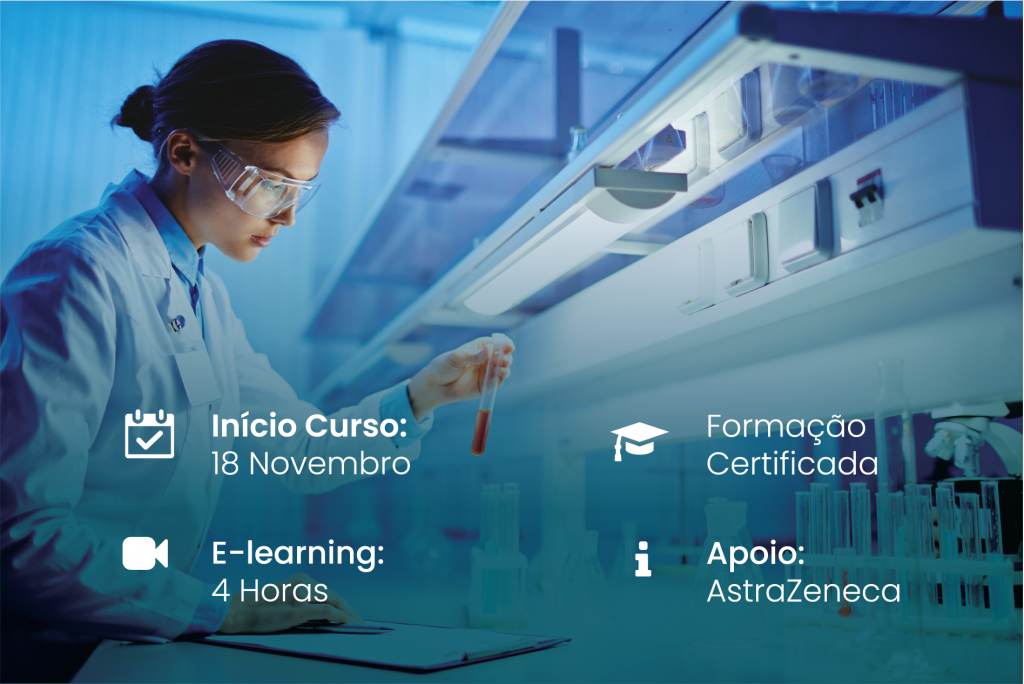 Início Curso:
18 Novembro
Formação
Certificada
E-learning:
4 Horas
Apoio:
AstraZeneca